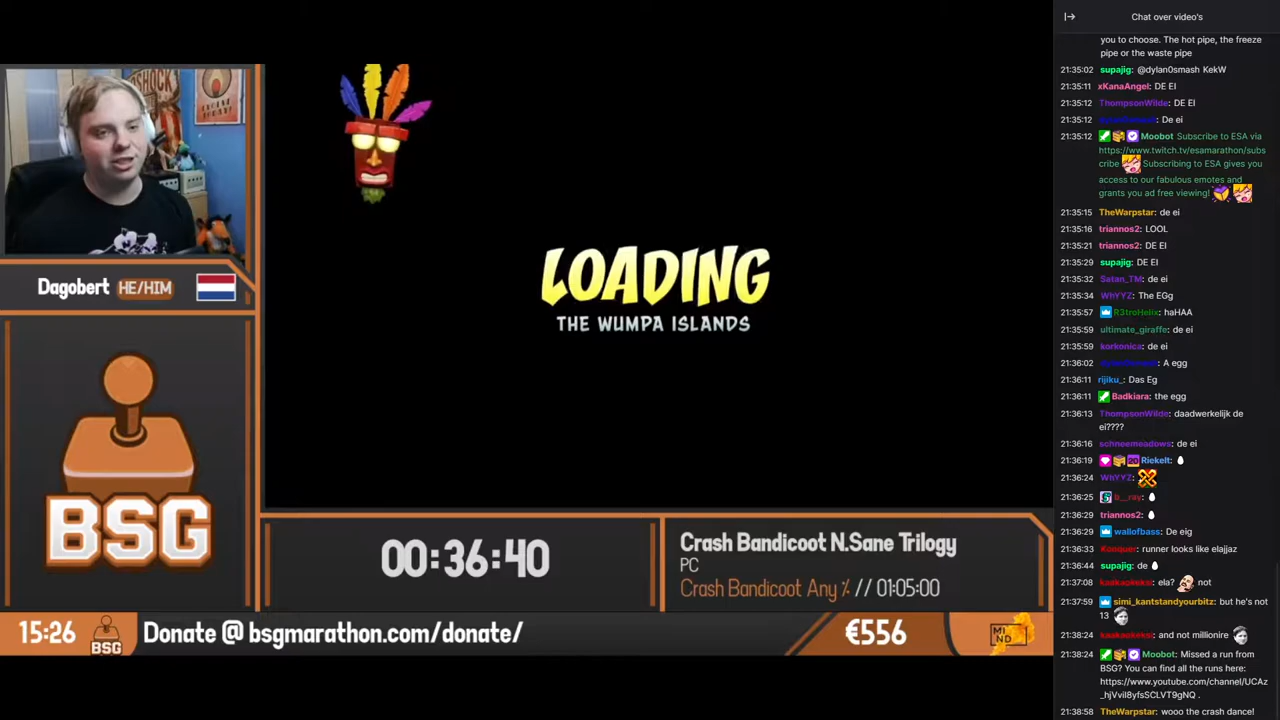 LOADING
THE WUMPA ISLANDS
Dagobert HE/HIM
BSG
00:36:40
Crash Bandicoot N.Sane Trilogy
PC
Crash Bandicoot Any % // 01:05:00
15:26
BSG
Donate @ bsgmarathon.com/donate/
€556
MI
ND
Chat over video's
you to choose. The hot pipe, the freeze
pipe or the waste pipe
21:35:02 supajig: @dylan0smash KekW
21:35:11 xKanaAngel: DE EI
21:35:12 ThompsonWilde: DE EI
21:35:12 dylan0smash: De ei
21:35:12 Moobot Subscribe to ESA via
https://www.twitch.tv/esamarathon/subs
cribe Subscribing to ESA gives you
access to our fabulous emotes and
grants you ad free viewing!
21:35:15 TheWarpstar: de ei
21:35:16 triannos2: LOOL
21:35:21 triannos2: DE EI
21:35:29 supajig: DE EI
21:35:32 Satan_TM: de ei
21:35:34 WhYYZ: The EGg
21:35:57 R3troHelix: haHAA
21:35:59 ultimate_giraffe: de ei
21:35:59 korkonica: de ei
21:36:02 dylan0smash: A egg
21:36:11 rijiku_: Das Eg
21:36:11 Badkiara: the egg
21:36:13 ThompsonWilde: daadwerkelijk de
ei????
21:36:16 schneemeadows: de ei
21:36:19 Riekelt:
21:36:24 WhYYZ:
21:36:25 b__ray:
21:36:29 triannos2:
21:36:29 wallofbass: De eig
21:36:33 Kooquer: runner looks like elajjaz
21:36:44 supajig: de
21:37:08 kaakaokeksi: ela? not
21:37:59 simi_kantstandyourbitz: but he's not
13
21:38:24 kaakaokeksi: and not millionire
21:38:24 Moobot: Missed a run from
BSG? You can find all the runs here:
https://www.youtube.com/channel/UCAz
_hjVviI8yfsSCLVT9gNQ .
21:38:58 TheWarpstar: wooo the crash dance!